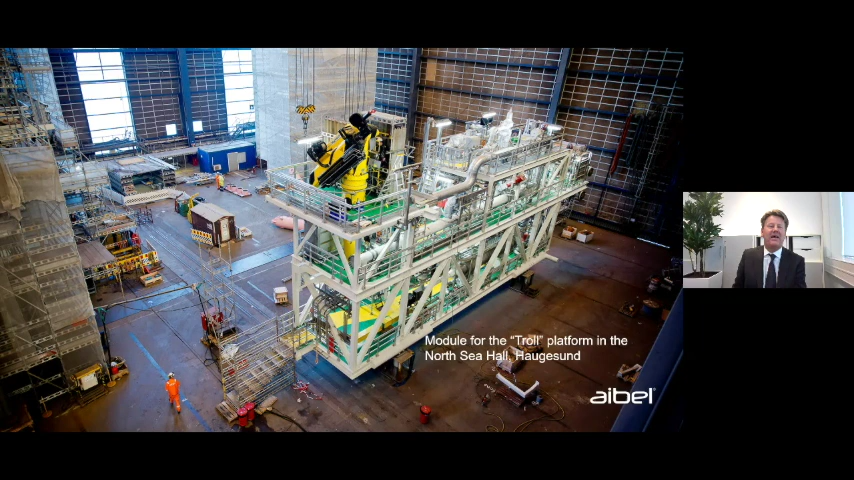 Module for the “Troll” platform in the
North Sea Hall, Haugesund
aibel